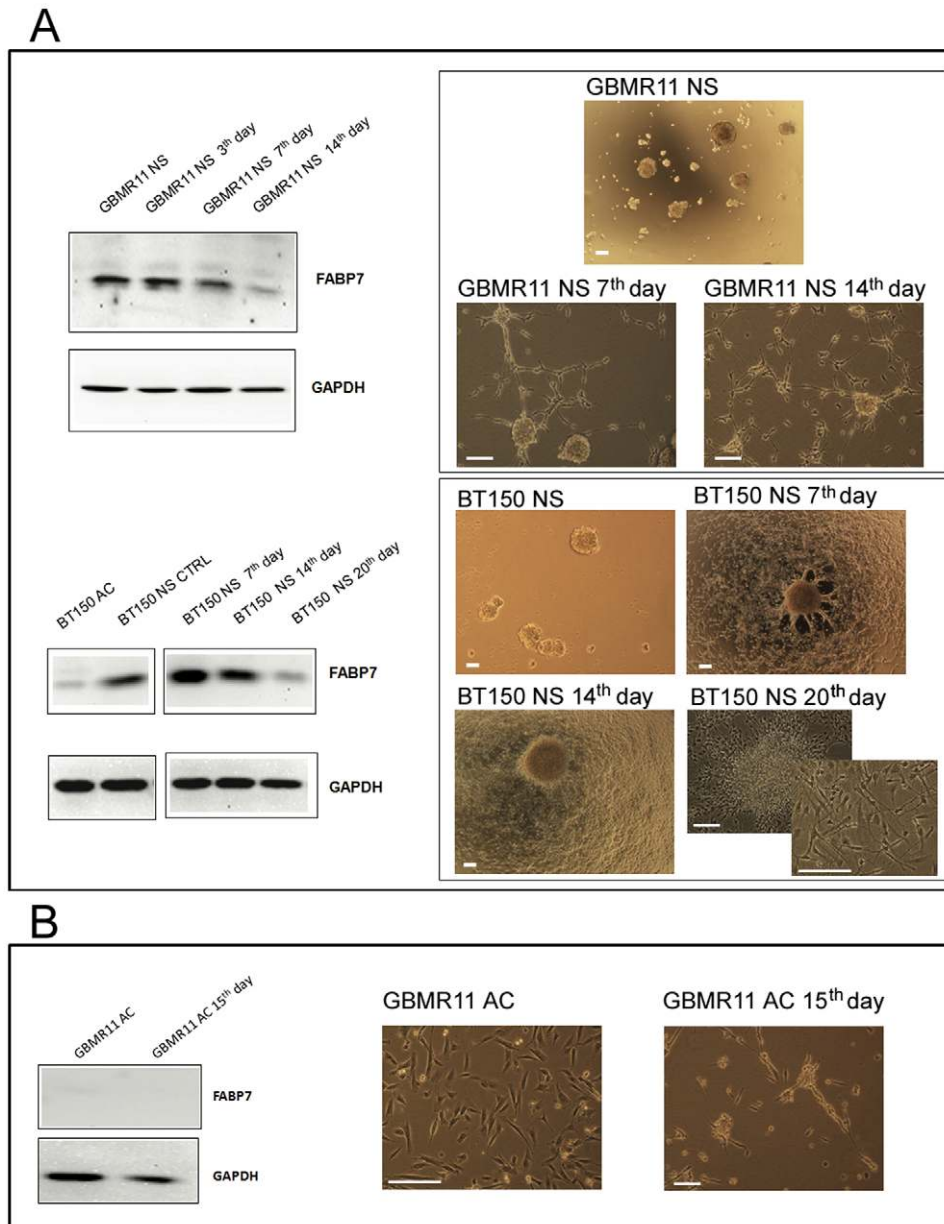 A
GBMR11 NS
GBMR11 NS 3th day
GBMR11 NS 7th day
GBMR11 NS 14th day
FABP7
GAPDH
GBMR11 NS
GBMR11 NS 7th day
GBMR11 NS 14th day
BT150 AC
BT150 NS CTRL
BT150 NS 7th day
BT150 NS 14th day
BT150 NS 20th day
FABP7
GAPDH
BT150 NS
BT150 NS 7th day
BT150 NS 14th day
BT150 NS 20th day
B
GBMR11 AC
GBMR11 AC 15th day
FABP7
GAPDH
GBMR11 AC
GBMR11 AC 15th day